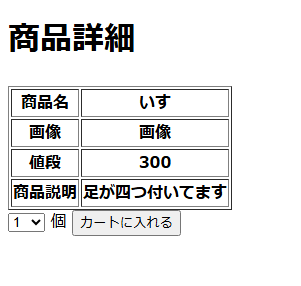 商品詳細
商品名 いす
画像 画像
値段 300
商品説明 足が四つ付いてます
1 個 カートに入れる